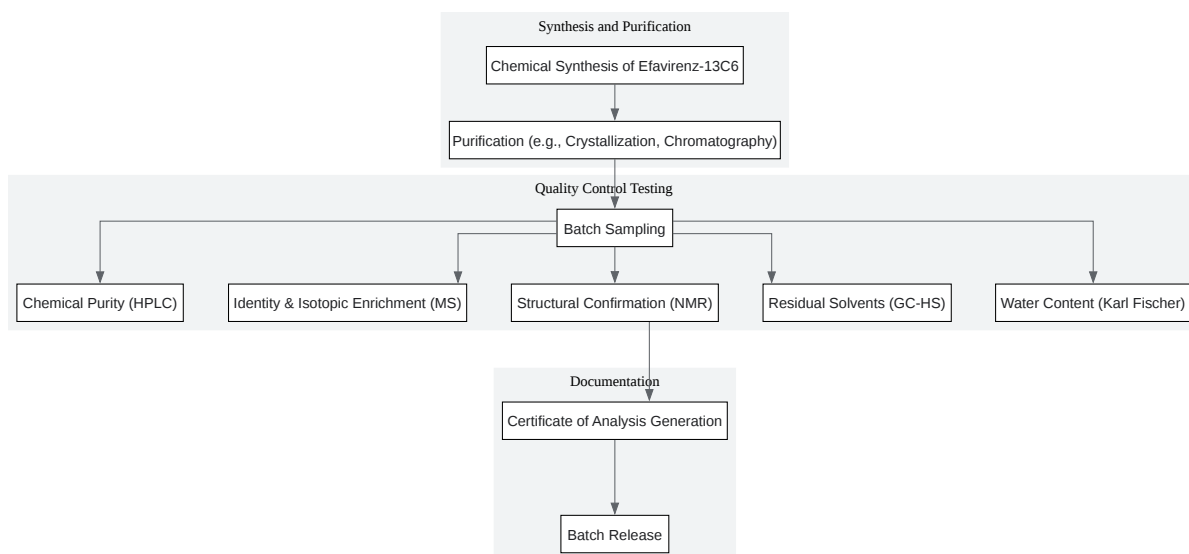 Synthesis and Purification
Chemical Synthesis of Efavirenz-13C6
Purification (e.g., Crystallization, Chromatography)
Quality Control Testing
Batch Sampling
Chemical Purity (HPLC)
Identity & Isotopic Enrichment (MS)
Structural Confirmation (NMR)
Residual Solvents (GC-HS)
Water Content (Karl Fischer)
Documentation
Certificate of Analysis Generation
Batch Release